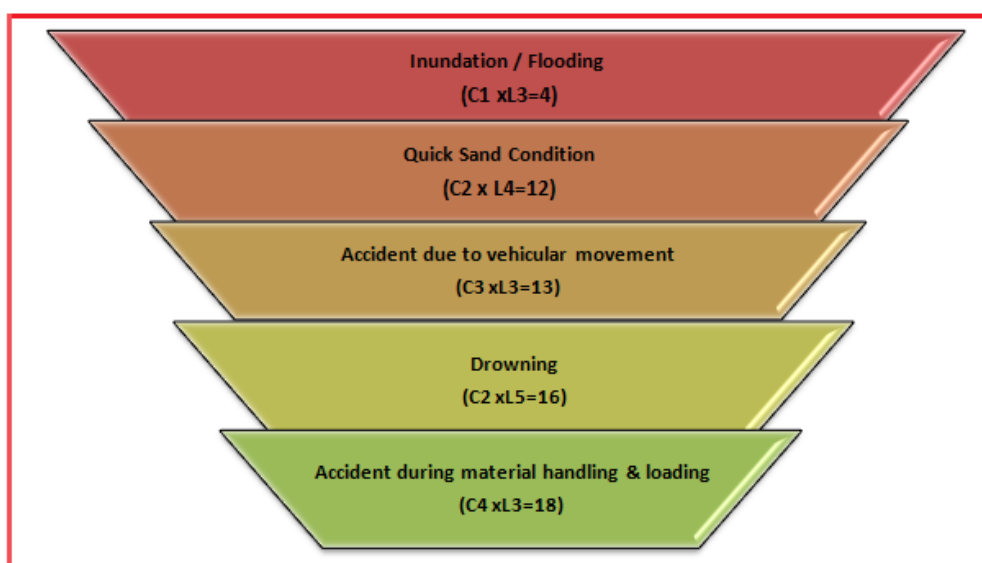 Inundation / Flooding
(C1 xL3=4)
Quick Sand Condition
(C2 x L4=12)
Accident due to vehicular movement
(C3 xL3=13)
Drowning
(C2 xL5=16)
Accident during material handling & loading
(C4 xL3=18)